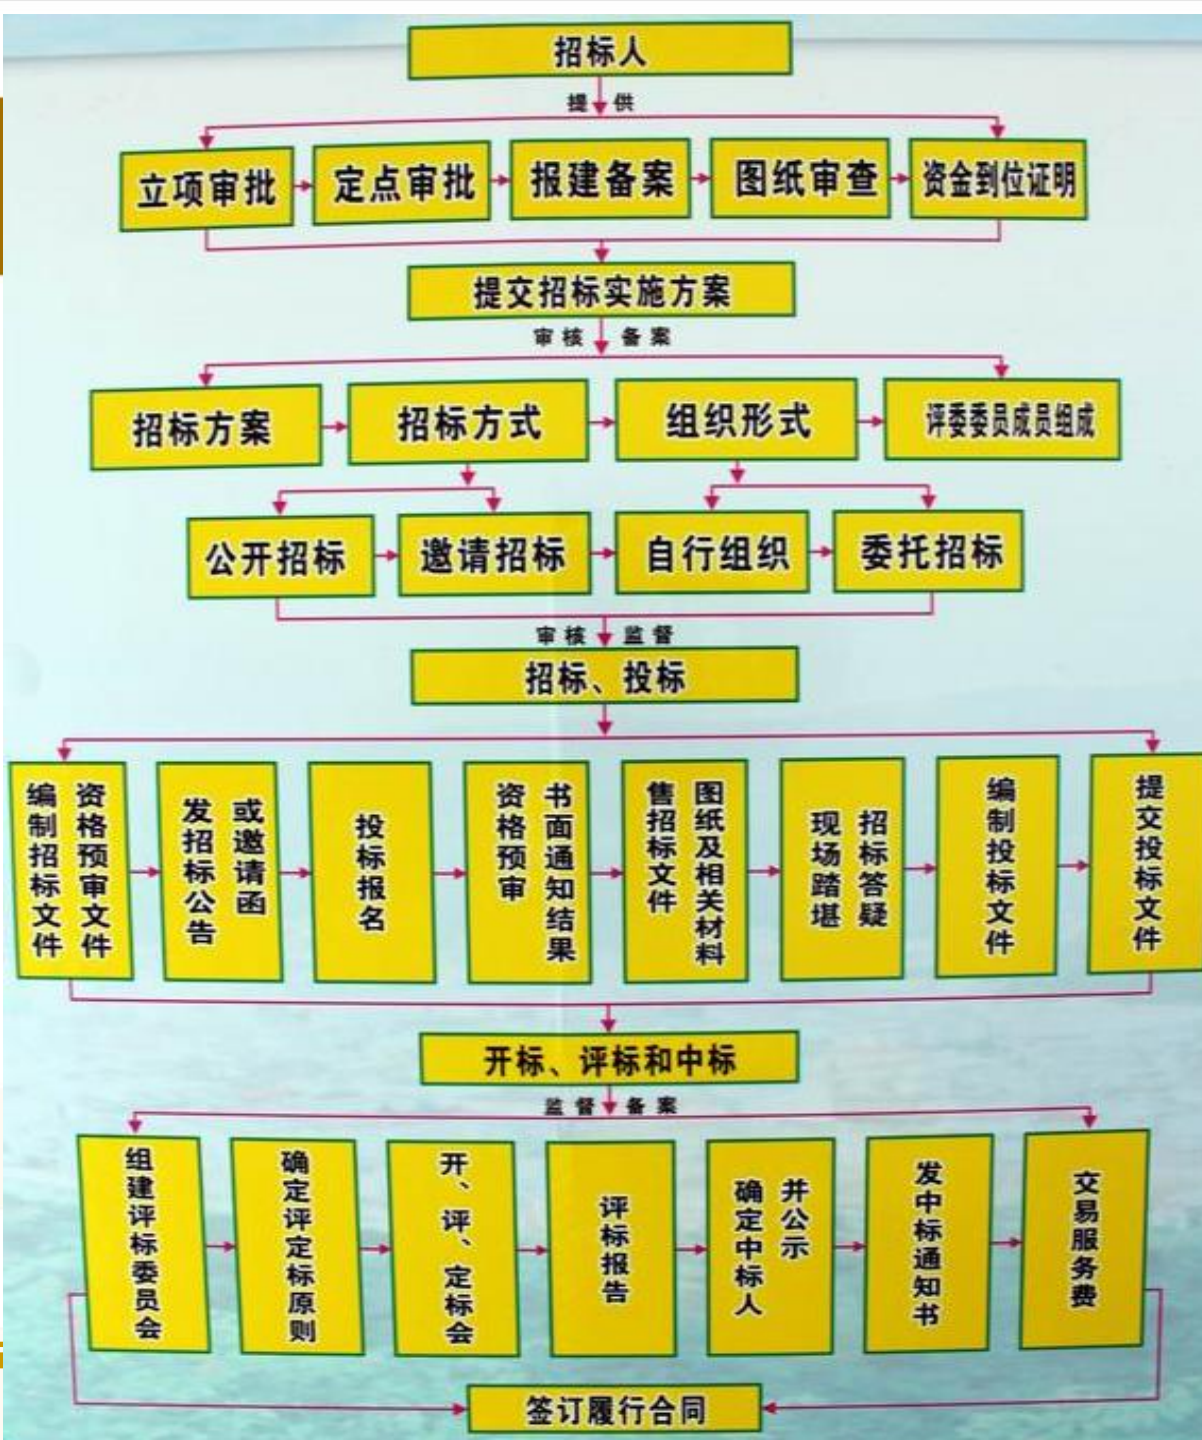 招标人
提供
立项审批
定点审批
报建备案
图纸审查
资金到位证明
提交招标实施方案
审核 备案
招标方案
招标方式
组织形式
评委委员成员组成
公开招标
邀请招标
自行组织
委托招标
审核 监督
招标、投标
编制招标文件
资格预审文件
发招标公告
或邀请函
投标报名
资格预审
书面通知结果
售招标文件
图纸及相关材料
现场踏堪
招标答疑
编制投标文件
提交投标文件
开标、评标和中标
监督 备案
组建评标委员会
确定评定标原则
开、评、定标会
评标报告
确定中标人
并公示
发中标通知书
交易服务费
签订履行合同